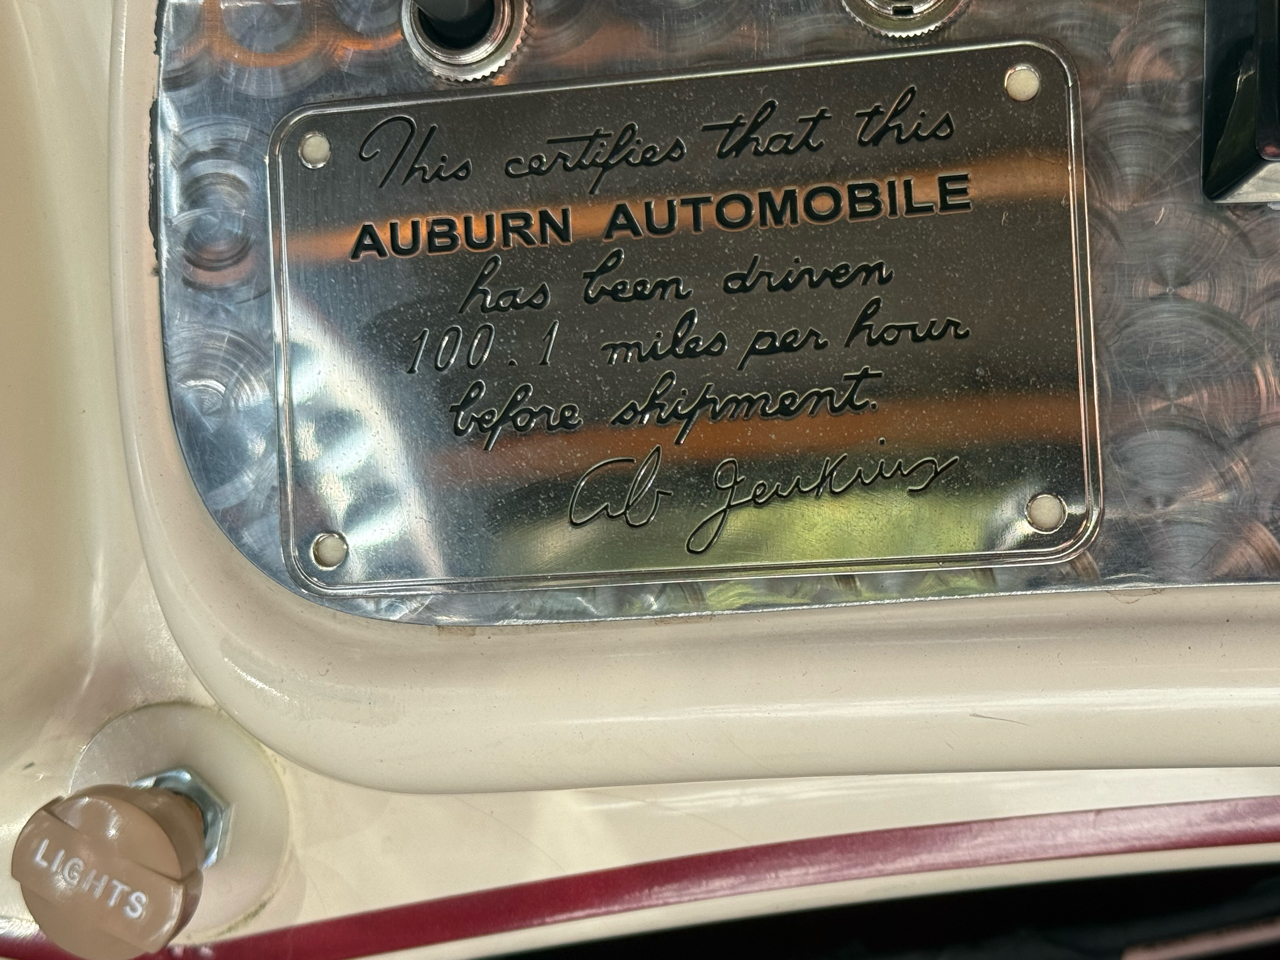 This certifies that this
AUBURN AUTOMOBILE
has been driven
100.1 miles per hour
before shipment.
Ab Jenkins
LIGHTS